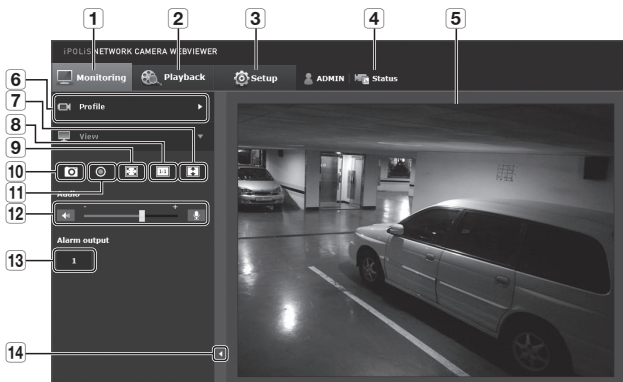 1 2 3 4 5
iPOLiS NETWORK CAMERA WEBVIEWER
Monitoring Playback Setup ADMIN Status
6
Profile
7
View
8
9
1:1
10
11
Audio
12
- +
Alarm output
13
1
14